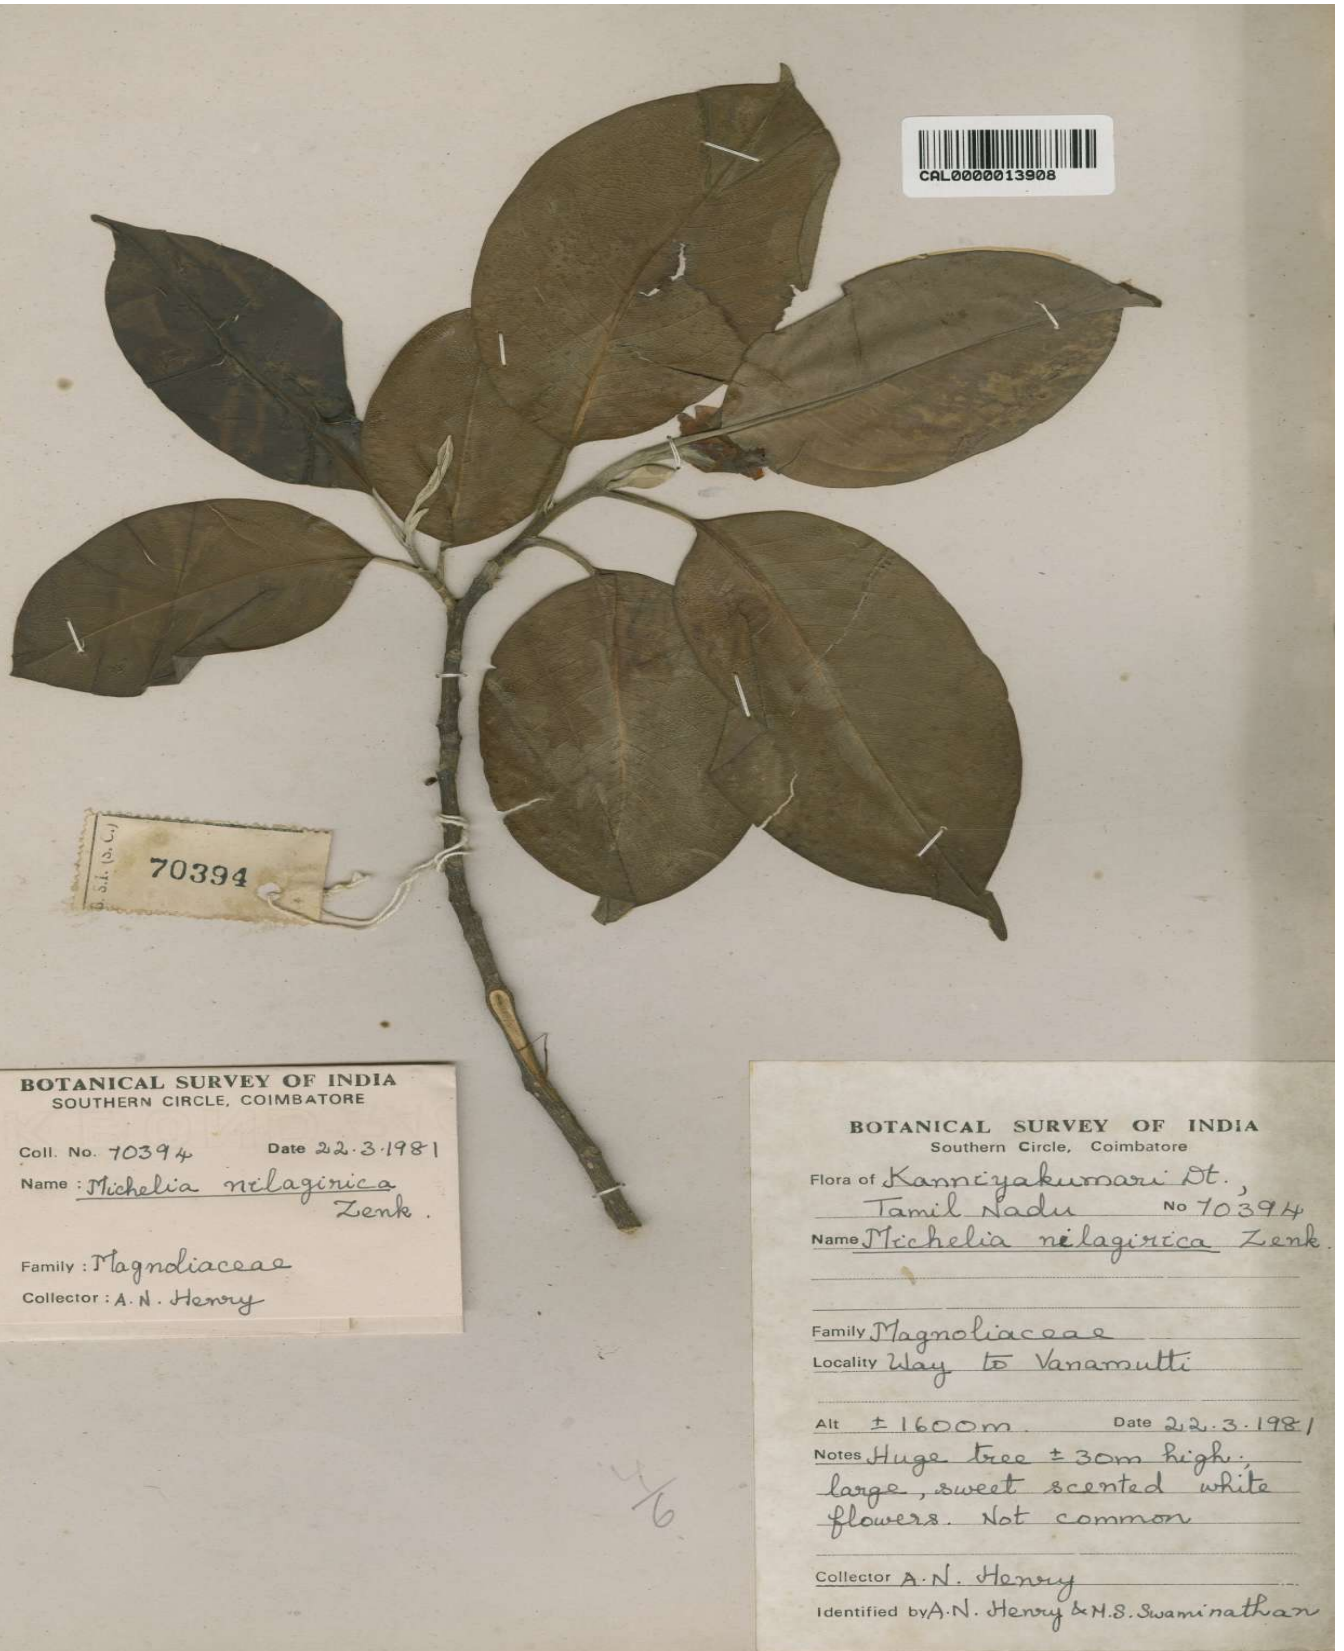 CAL0000013908
B.S.I. (S.C.)
70394
BOTANICAL SURVEY OF INDIA
SOUTHERN CIRCLE, COIMBATORE
Coll. No. 70394 Date 22.3.1981
Name : Michelia nilagirica
Zenk.
Family : Magnoliaceae
Collector : A. N. Henry
BOTANICAL SURVEY OF INDIA
Southern Circle, Coimbatore
Flora of Kanniyakumari Dt.,
Tamil Nadu No 70394
Name Michelia nilagirica Zenk.
Family Magnoliaceae
Locality Way to Vanamutti
Alt ± 1600m. Date 22.3.1981
Notes Huge tree ± 30m high;
large, sweet scented white
flowers. Not common
Collector A. N. Henry
Identified by A.N. Henry & M.S. Swaminathan